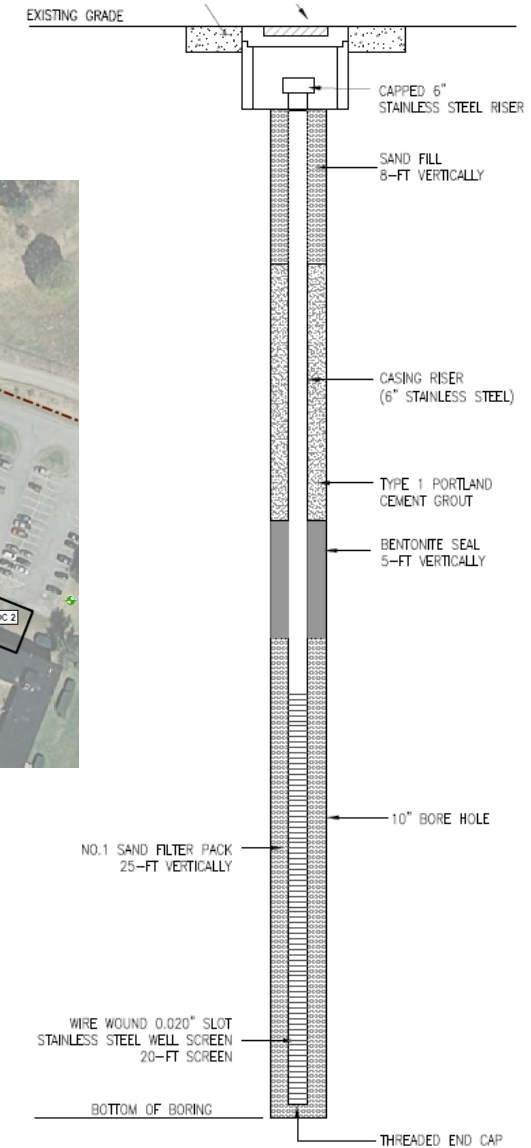 EXISTING GRADE
CAPPED 6"
STAINLESS STEEL RISER
SAND FILL
8-FT VERTICALLY
CASING RISER
(6" STAINLESS STEEL)
TYPE 1 PORTLAND
CEMENT GROUT
BENTONITE SEAL
5-FT VERTICALLY
10" BORE HOLE
NO.1 SAND FILTER PACK
25-FT VERTICALLY
WIRE WOUND 0.020" SLOT
STAINLESS STEEL WELL SCREEN
20-FT SCREEN
BOTTOM OF BORING
THREADED END CAP